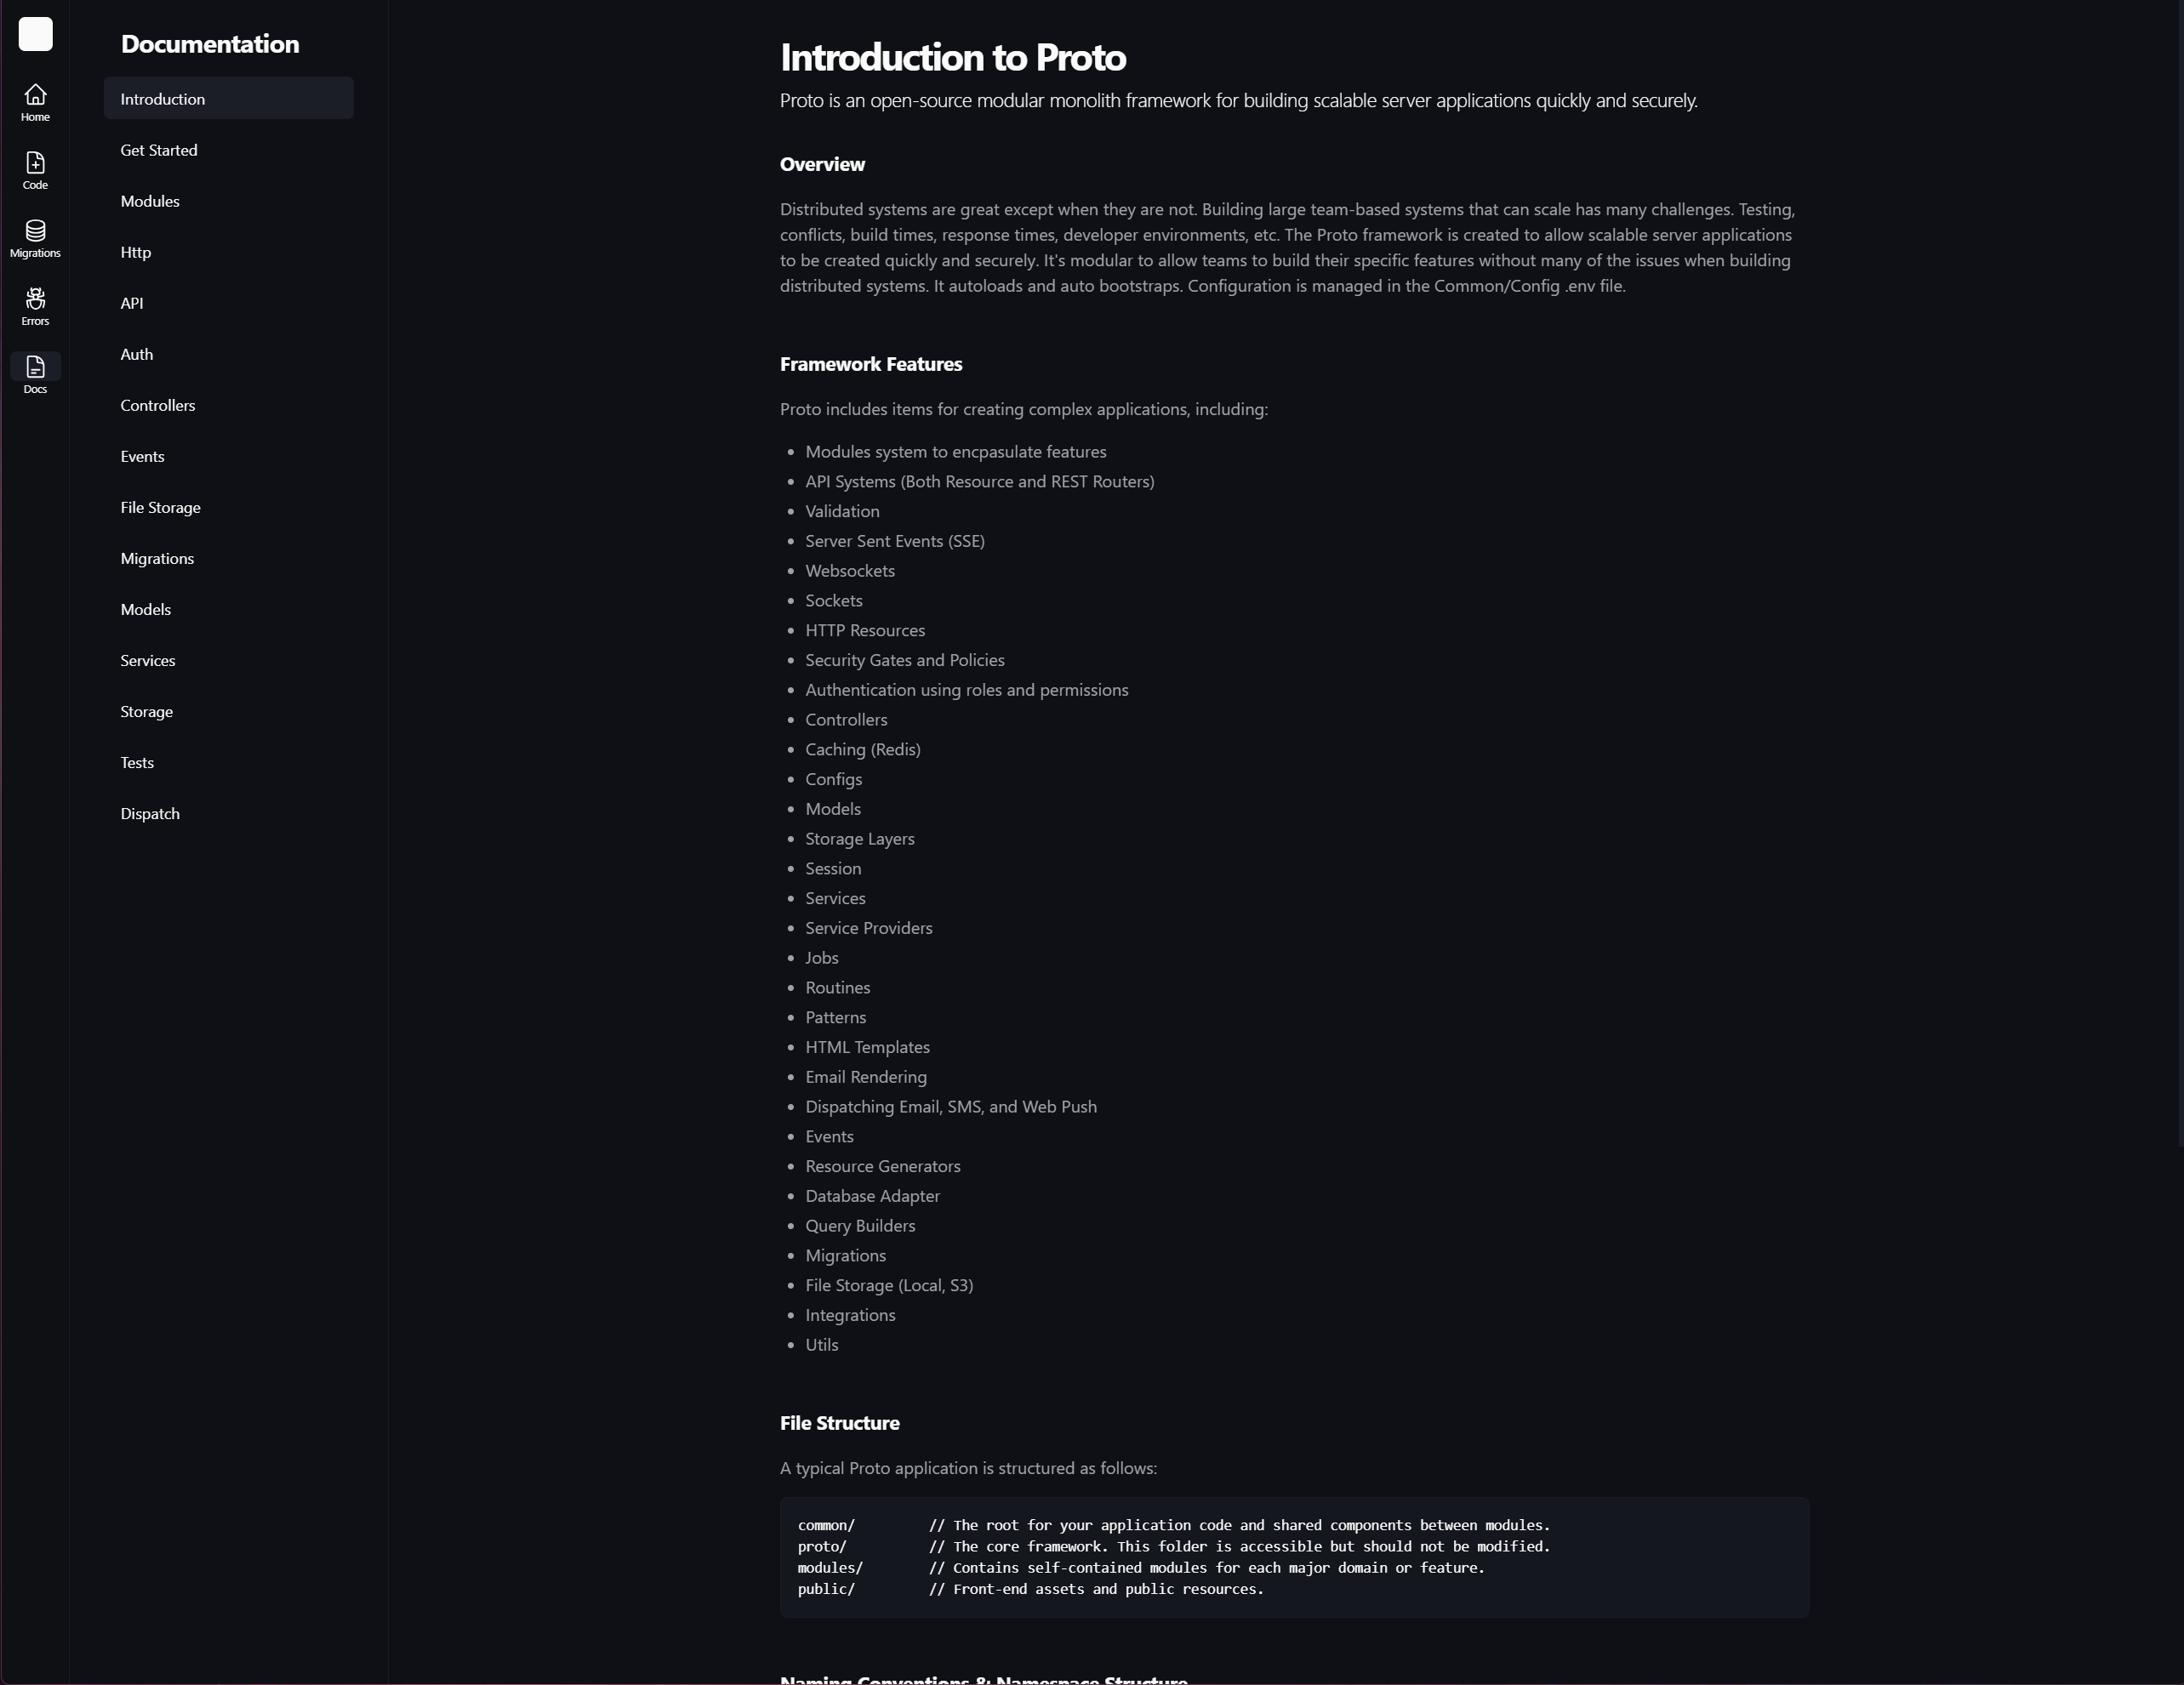 Home
Code
Migrations
Errors
Docs
Documentation
Introduction
Get Started
Modules
Http
API
Auth
Controllers
Events
File Storage
Migrations
Models
Services
Storage
Tests
Dispatch
Introduction to Proto
Proto is an open-source modular monolith framework for building scalable server applications quickly and securely.
Overview
Distributed systems are great except when they are not. Building large team-based systems that can scale has many challenges. Testing,
conflicts, build times, response times, developer environments, etc. The Proto framework is created to allow scalable server applications
to be created quickly and securely. It's modular to allow teams to build their specific features without many of the issues when building
distributed systems. It autoloads and auto bootstraps. Configuration is managed in the Common/Config .env file.
Framework Features
Proto includes items for creating complex applications, including:
• Modules system to encpasulate features
• API Systems (Both Resource and REST Routers)
• Validation
• Server Sent Events (SSE)
• Websockets
• Sockets
• HTTP Resources
• Security Gates and Policies
• Authentication using roles and permissions
• Controllers
• Caching (Redis)
• Configs
• Models
• Storage Layers
• Session
• Services
• Service Providers
• Jobs
• Routines
• Patterns
• HTML Templates
• Email Rendering
• Dispatching Email, SMS, and Web Push
• Events
• Resource Generators
• Database Adapter
• Query Builders
• Migrations
• File Storage (Local, S3)
• Integrations
• Utils
File Structure
A typical Proto application is structured as follows:
common/ // The root for your application code and shared components between modules.
proto/ // The core framework. This folder is accessible but should not be modified.
modules/ // Contains self-contained modules for each major domain or feature.
public/ // Front-end assets and public resources.
Naming Conventions & Namespace Structure